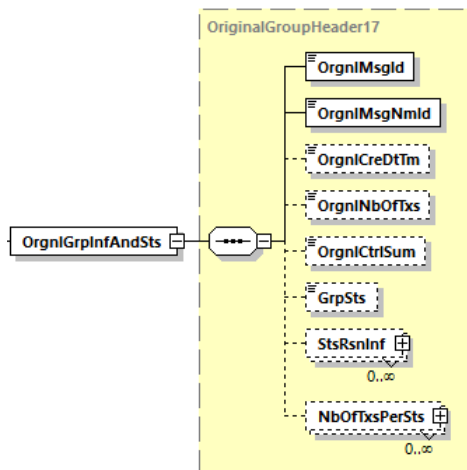 OriginalGroupHeader17
OrgnlMsgId
OrgnlMsgNmId
OrgnlCreDtTm
OrgnlNbOfTxs
OrgnlGrpInfAndSts
OrgnlCtrlSum
GrpSts
StsRsnInf
0..∞
NbOfTxsPerSts
0..∞